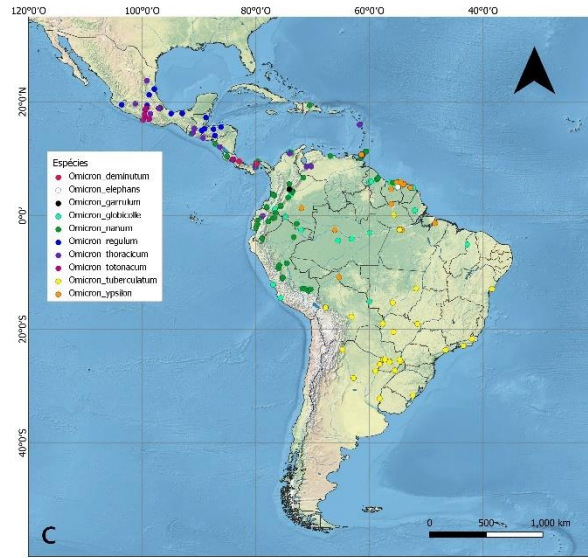 120°0'W 100°0'W 80°0'W 60°0'W 40°0'W
20°0'N
0°0'S
20°0'S
40°0'S
Espécies
Omicron_deminutum
Omicron_elephans
Omicron_garrulum
Omicron_globicolle
Omicron_nanum
Omicron_regulum
Omicron_thoracicum
Omicron_totonacum
Omicron_tuberculatum
Omicron_ypsilon
C
0 500 1,000 km